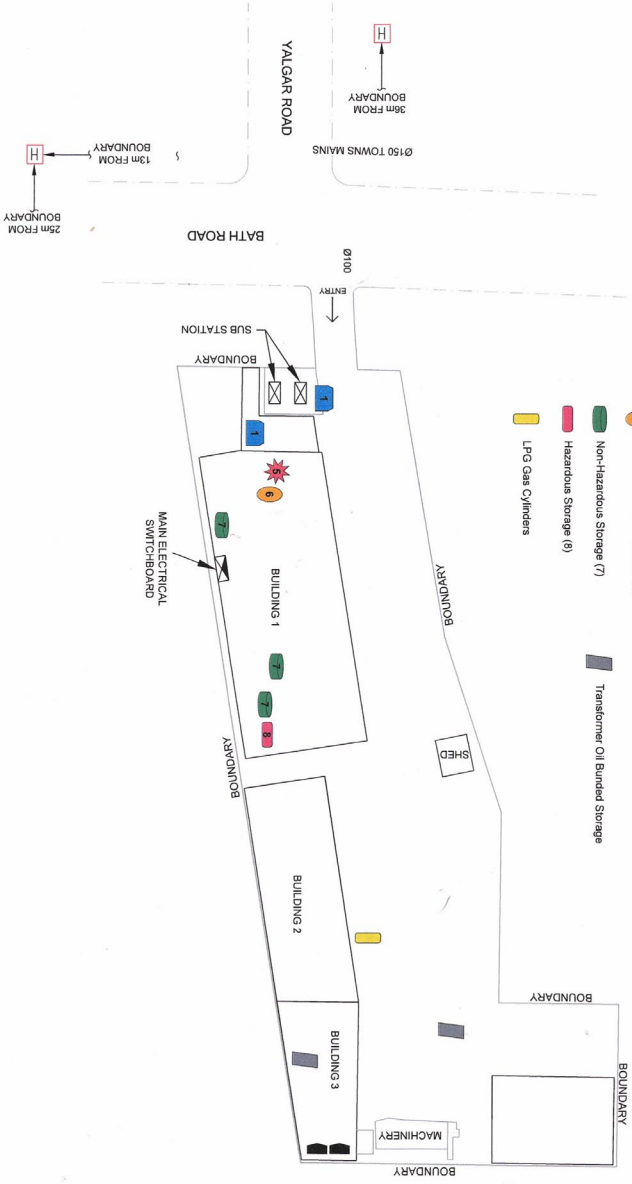 H
36m FROM
BOUNDARY
YALGAR ROAD
Ø150 TOWNS MAINS
H
13m FROM
BOUNDARY
25m FROM
BOUNDARY
BATH ROAD
Ø100
ENTRY
SUB STATION
BOUNDARY
1
1
5
6
7
MAIN ELECTRICAL
SWITCHBOARD
BUILDING 1
7
7
8
BOUNDARY
BOUNDARY
SHED
Non-Hazardous Storage (7)
Hazardous Storage (8)
LPG Gas Cylinders
Transformer Oil Bunded Storage
BUILDING 2
BUILDING 3
MACHINERY
BOUNDARY
BOUNDARY
BOUNDARY